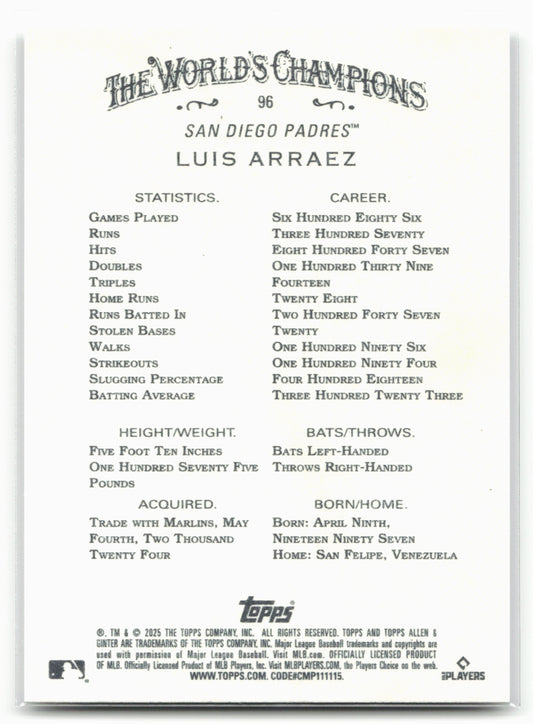 THE WORLD'S CHAMPIONS
96
SAN DIEGO PADRES™
LUIS ARRAEZ
STATISTICS. CAREER.
GAMES PLAYED SIX HUNDRED EIGHTY SIX
RUNS THREE HUNDRED SEVENTY
HITS EIGHT HUNDRED FORTY SEVEN
DOUBLES ONE HUNDRED THIRTY NINE
TRIPLES FOURTEEN
HOME RUNS TWENTY EIGHT
RUNS BATTED IN TWO HUNDRED FORTY SEVEN
STOLEN BASES TWENTY
WALKS ONE HUNDRED NINETY SIX
STRIKEOUTS ONE HUNDRED NINETY FOUR
SLUGGING PERCENTAGE FOUR HUNDRED EIGHTEEN
BATTING AVERAGE THREE HUNDRED TWENTY THREE
HEIGHT/WEIGHT.
FIVE FOOT TEN INCHES
ONE HUNDRED SEVENTY FIVE
POUNDS
BATS/THROWS.
BATS LEFT-HANDED
THROWS RIGHT-HANDED
ACQUIRED.
TRADE WITH MARLINS, MAY
FOURTH, TWO THOUSAND
TWENTY FOUR
BORN/HOME.
BORN: APRIL NINTH,
NINETEEN NINETY SEVEN
HOME: SAN FELIPE, VENEZUELA
topps®
®, TM & © 2025 THE TOPPS COMPANY, INC. ALL RIGHTS RESERVED. TOPPS AND TOPPS ALLEN &
GINTER ARE TRADEMARKS OF THE TOPPS COMPANY, INC. Major League Baseball trademarks and copyrights are
used with permission of Major League Baseball. Visit MLB.com. OFFICIALLY LICENSED PRODUCT
OF MLB. Officially Licensed Product of MLB Players, Inc. Visit MLBPLAYERS.COM, the Players Choice on the web.
WWW.TOPPS.COM. CODE#CMP111115.
PLAYERS